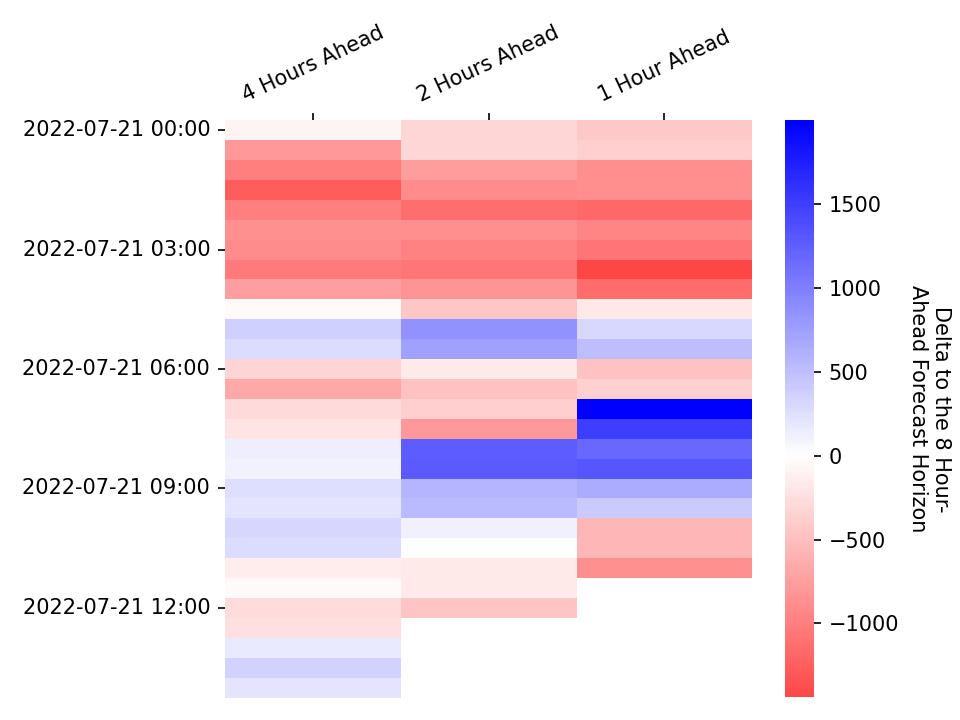 4 Hours Ahead
2 Hours Ahead
1 Hour Ahead
2022-07-21 00:00
2022-07-21 03:00
2022-07-21 06:00
2022-07-21 09:00
2022-07-21 12:00
1500
1000
500
0
−500
−1000
Delta to the 8 Hour-
Ahead Forecast Horizon